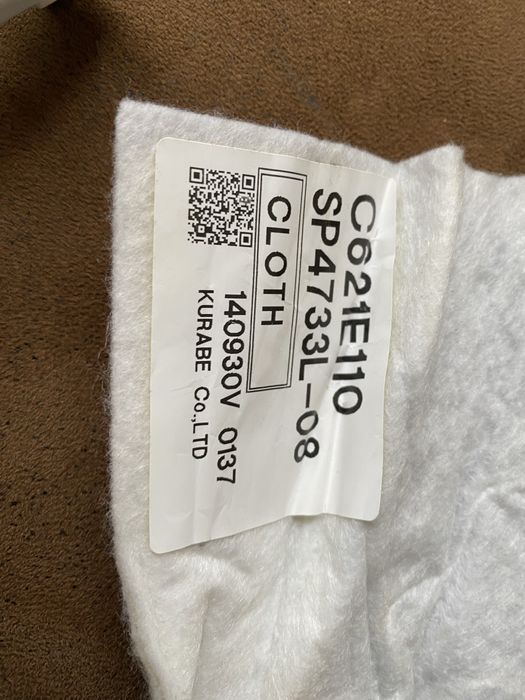 C621E110
SP4733L-08
CLOTH
140930V 0137
KURABE Co.,LTD